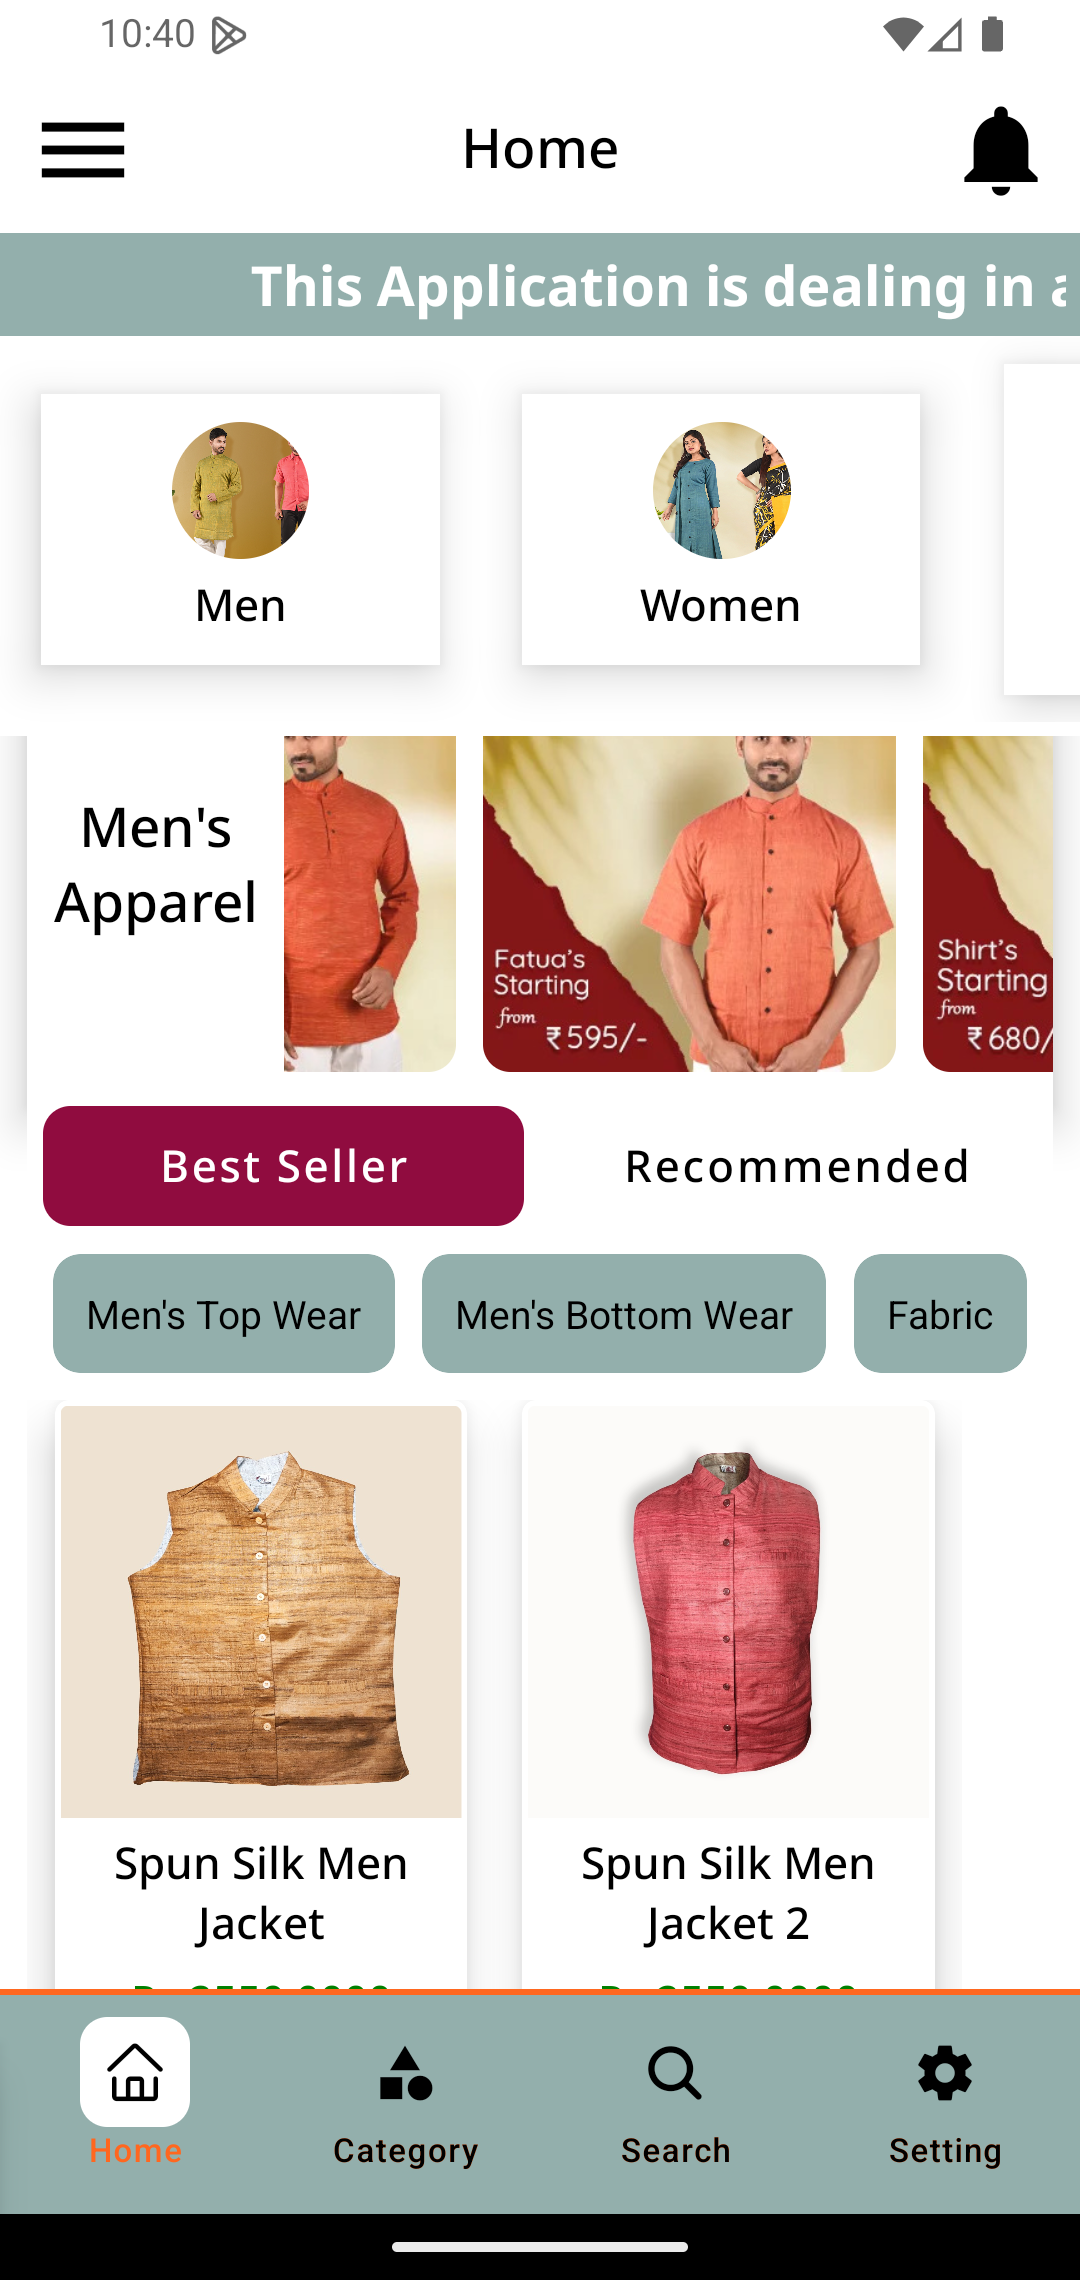 10:40
Home
This Application is dealing in a
Men
Women
Men's
Apparel
Fatua's
Starting
from
₹ 595/-
Shirt's
Starting
from
₹ 680/
Best Seller
Recommended
Men's Top Wear
Men's Bottom Wear
Fabric
Spun Silk Men
Jacket
Spun Silk Men
Jacket 2
Home
Category
Search
Setting